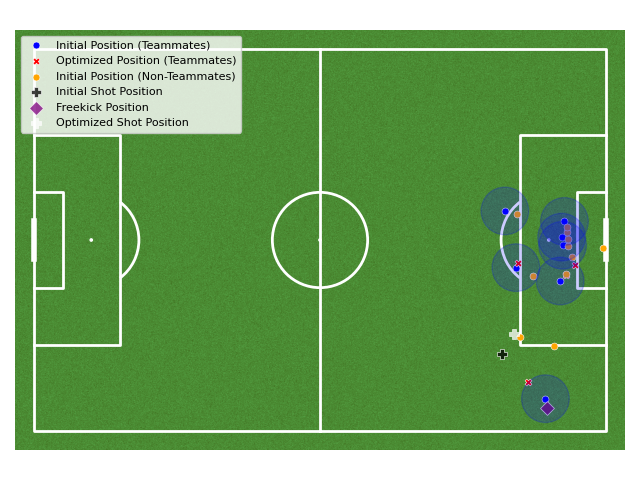 Initial Position (Teammates)
Optimized Position (Teammates)
Initial Position (Non-Teammates)
Initial Shot Position
Freekick Position
Optimized Shot Position